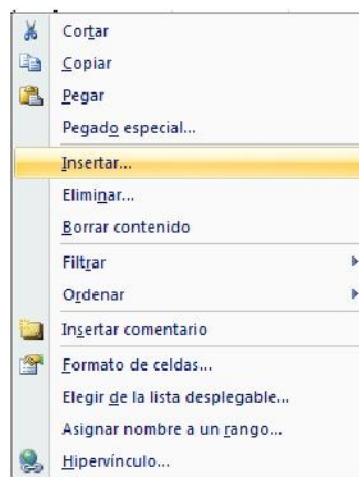 Cortar
Copiar
Pegar
Pegado especial...
Insertar...
Eliminar...
Borrar contenido
Filtrar
Ordenar
Insertar comentario
Formato de celdas...
Elegir de la lista desplegable...
Asignar nombre a un rango...
Hipervínculo...